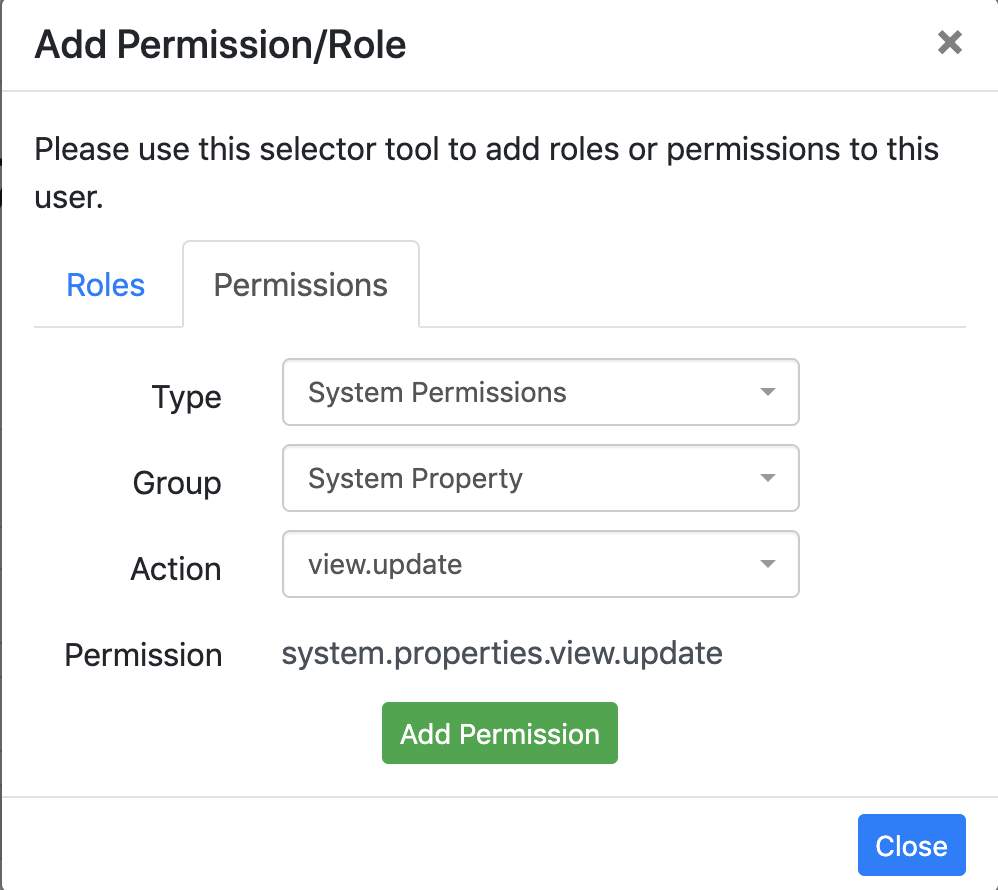 Add Permission/Role
Please use this selector tool to add roles or permissions to this
user.
Roles
Permissions
Type
System Permissions
Group
System Property
Action
view.update
Permission
system.properties.view.update
Add Permission
Close